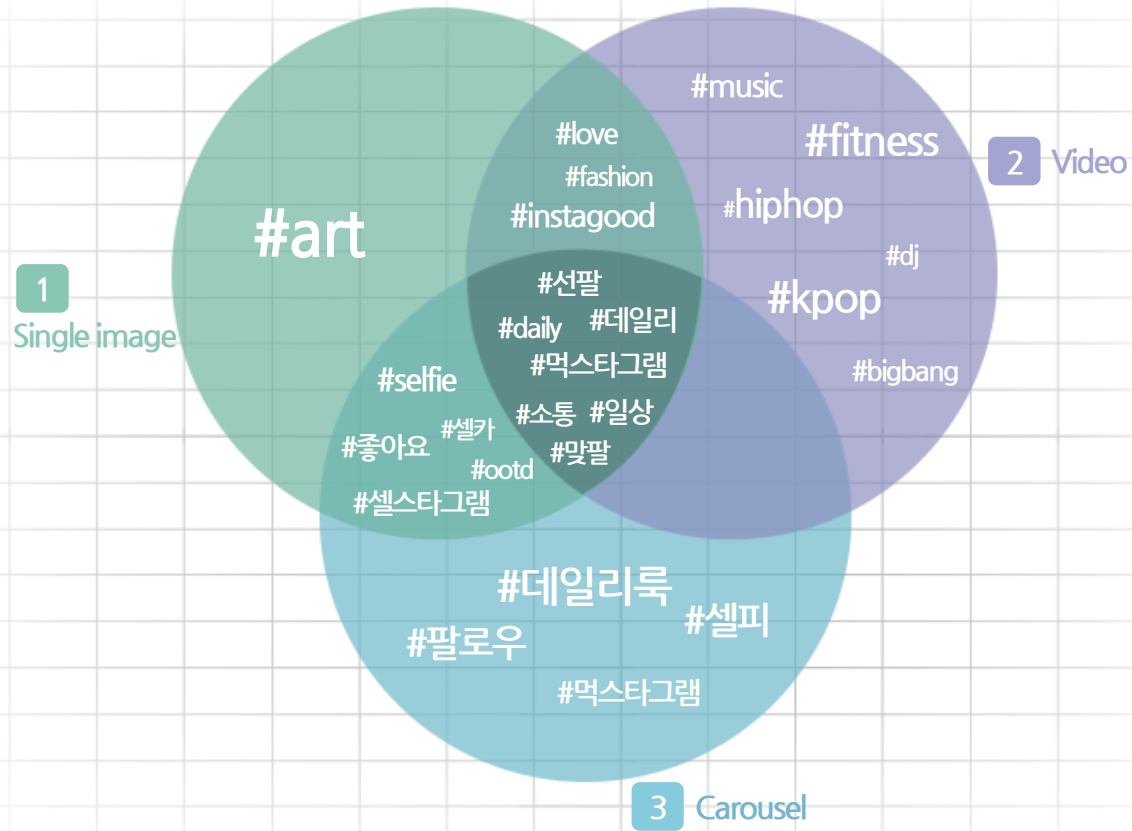 #music
#love
#fitness
2 Video
#fashion
#instagood
#hiphop
#art
#dj
1
Single image
#선팔
#kpop
#daily #데일리
#먹스타그램
#bigbang
#selfie
#소통 #일상
#셀카
#좋아요
#맞팔
#ootd
#셀스타그램
#데일리룩
#셀피
#팔로우
#먹스타그램
3 Carousel